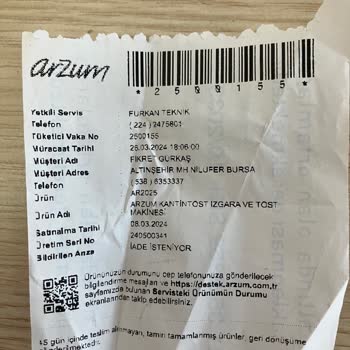 arzum
*2500155*
Yetkili Servis FURKAN TEKNİK
Telefon (224) 2475801
Tüketici Vaka No 2500155
Müracaat Tarihi 26.03.2024 18:06:00
Müşteri Adı FİKRET GÜRKAŞ
Müşteri Adres ALTINŞEHİR MH NİLÜFER BURSA
Telefon (536) 6353337
Ürün AR2025
Ürün Adı ARZUM KANTİNTOST IZGARA VE TOST
MAKİNESİ
Satınalma Tarihi 08.03.2024
Üretim Seri No 240500341
Bildirilen Arıza İADE İSTENİYOR
Ürününüzün durumunu cep telefonunuza gönderilecek
bilgilendirme mesajları ve https://destek.arzum.com.tr
sayfamızda bulunan Servisteki Ürünümün Durumu
ekranlarından takip edebilirsiniz.
45 gün içinde teslim alınmayan, tamiri tamamlanmış ürünler, geri dönüşüme